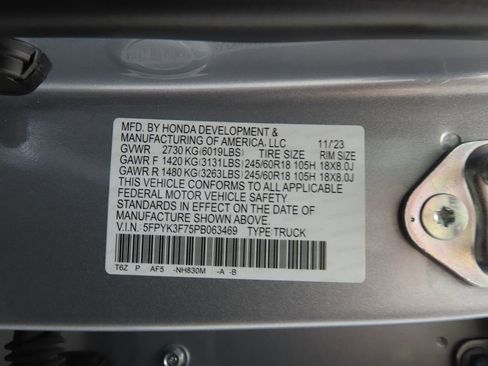 MFD. BY HONDA DEVELOPMENT &
MANUFACTURING OF AMERICA, LLC 11/'23
GVWR 2730 KG(6019LBS) TIRE SIZE RIM SIZE
GAWR F 1420 KG(3131LBS) 245/60R18 105H 18X8.0J
GAWR R 1480 KG(3263LBS) 245/60R18 105H 18X8.0J
THIS VEHICLE CONFORMS TO ALL APPLICABLE
FEDERAL MOTOR VEHICLE SAFETY
STANDARDS IN EFFECT ON THE DATE OF
MANUFACTURE SHOWN ABOVE.
V.I.N.: 5FPYK3F75PB063469 TYPE:TRUCK
T6Z P AF5 -NH830M -A -B